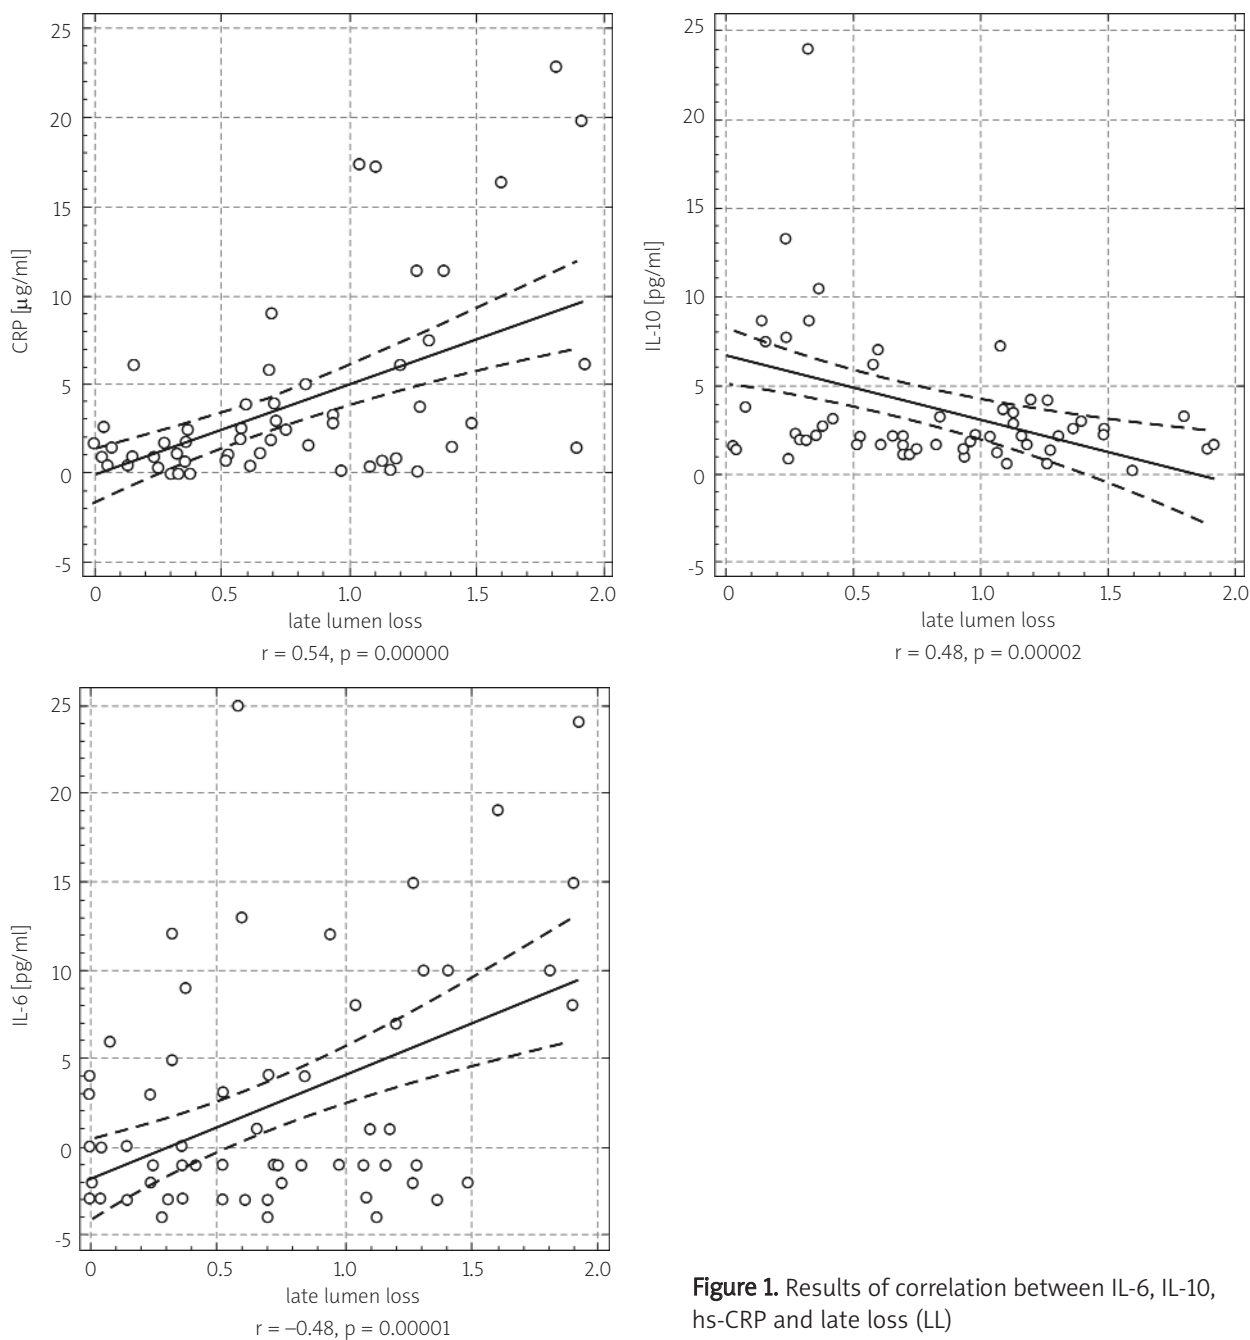 25
20
15
10
5
0
-5
CRP [µg/ml]
0 0.5 1.0 1.5 2.0
late lumen loss
r = 0.54, p = 0.00000
25
20
15
10
5
0
-5
IL-10 [pg/ml]
0 0.5 1.0 1.5 2.0
late lumen loss
r = 0.48, p = 0.00002
25
20
15
10
5
0
-5
IL-6 [pg/ml]
0 0.5 1.0 1.5 2.0
late lumen loss
r = –0.48, p = 0.00001
Figure 1. Results of correlation between IL-6, IL-10,
hs-CRP and late loss (LL)